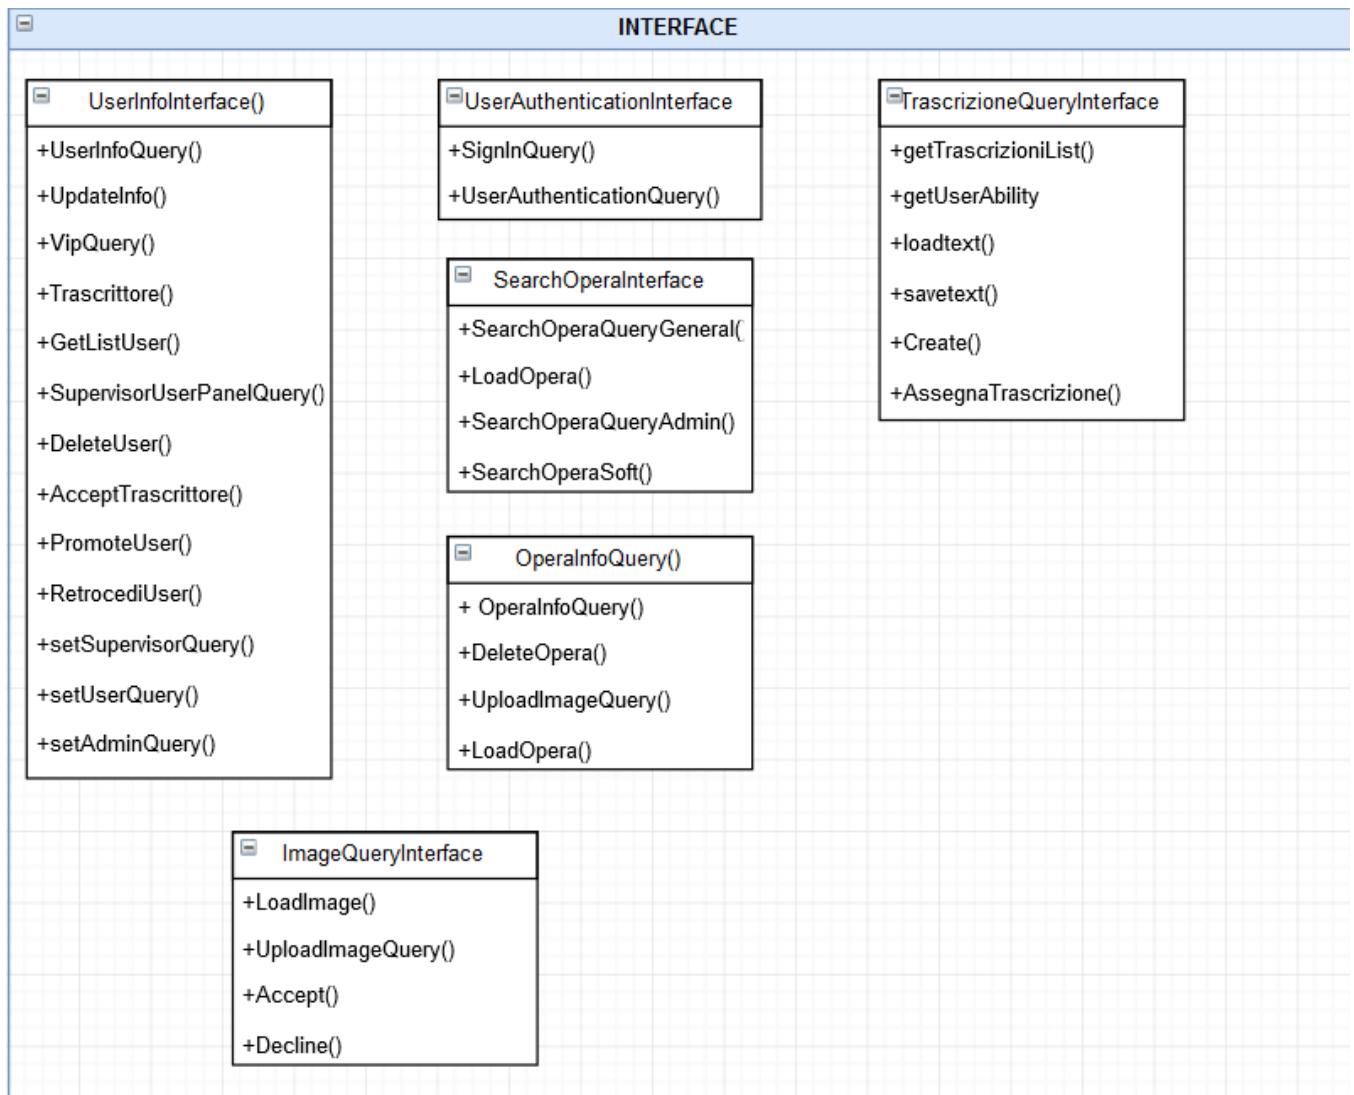 INTERFACE
UserInfoInterface()
+UserInfoQuery()
+UpdateInfo()
+VipQuery()
+Trascrittore()
+GetListUser()
+SupervisorUserPanelQuery()
+DeleteUser()
+AcceptTrascrittore()
+PromoteUser()
+RetrocediUser()
+setSupervisorQuery()
+setUserQuery()
+setAdminQuery()
UserAuthenticationInterface
+SignInQuery()
+UserAuthenticationQuery()
SearchOperaInterface
+SearchOperaQueryGeneral(
+LoadOpera()
+SearchOperaQueryAdmin()
+SearchOperaSoft()
OperaInfoQuery()
+ OperaInfoQuery()
+DeleteOpera()
+UploadImageQuery()
+LoadOpera()
TrascrizioneQueryInterface
+getTrascrizioniList()
+getUserAbility
+loadtext()
+savetext()
+Create()
+AssegnaTrascrizione()
ImageQueryInterface
+LoadImage()
+UploadImageQuery()
+Accept()
+Decline()